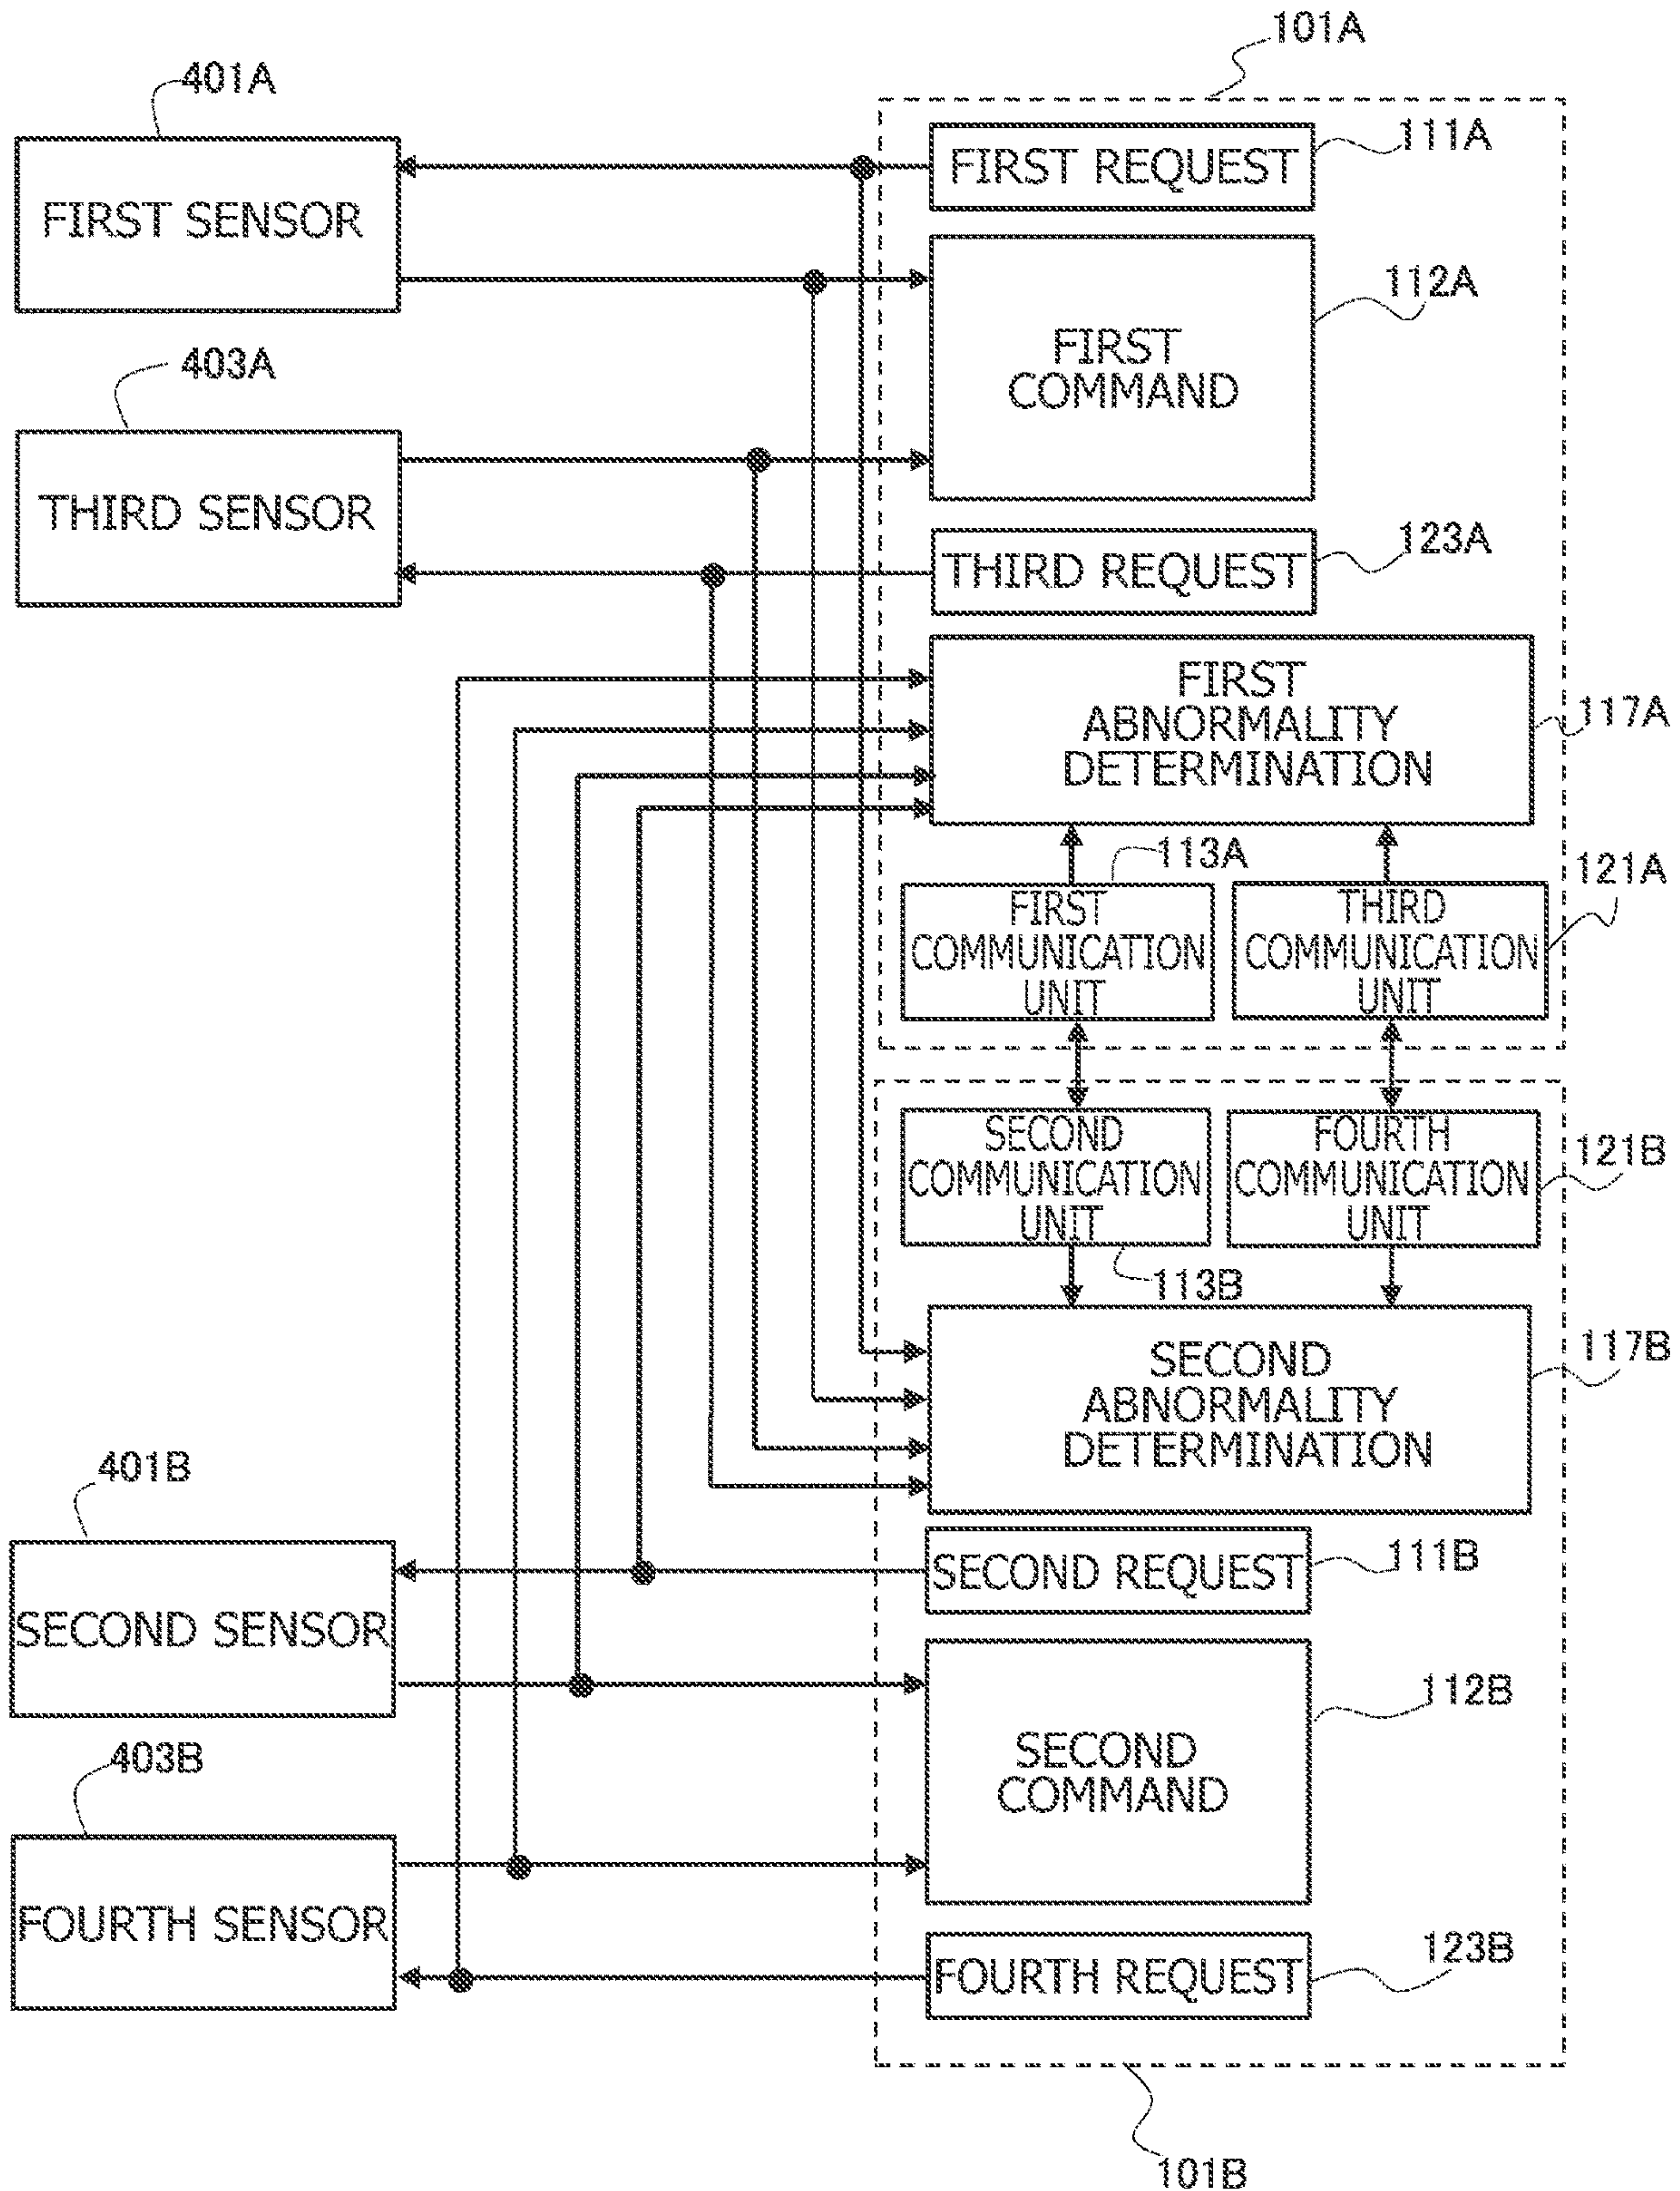 101A
401A
111A
FIRST REQUEST
FIRST SENSOR
112A
FIRST
COMMAND
403A
THIRD SENSOR
123A
THIRD REQUEST
FIRST
ABNORMALITY
DETERMINATION
117A
113A
121A
FIRST
COMMUNICATION
UNIT
THIRD
COMMUNICATION
UNIT
SECOND
COMMUNICATION
UNIT
FOURTH
COMMUNICATION
UNIT
121B
113B
SECOND
ABNORMALITY
DETERMINATION
117B
401B
SECOND REQUEST
111B
SECOND SENSOR
112B
SECOND
COMMAND
403B
FOURTH SENSOR
123B
FOURTH REQUEST
101B